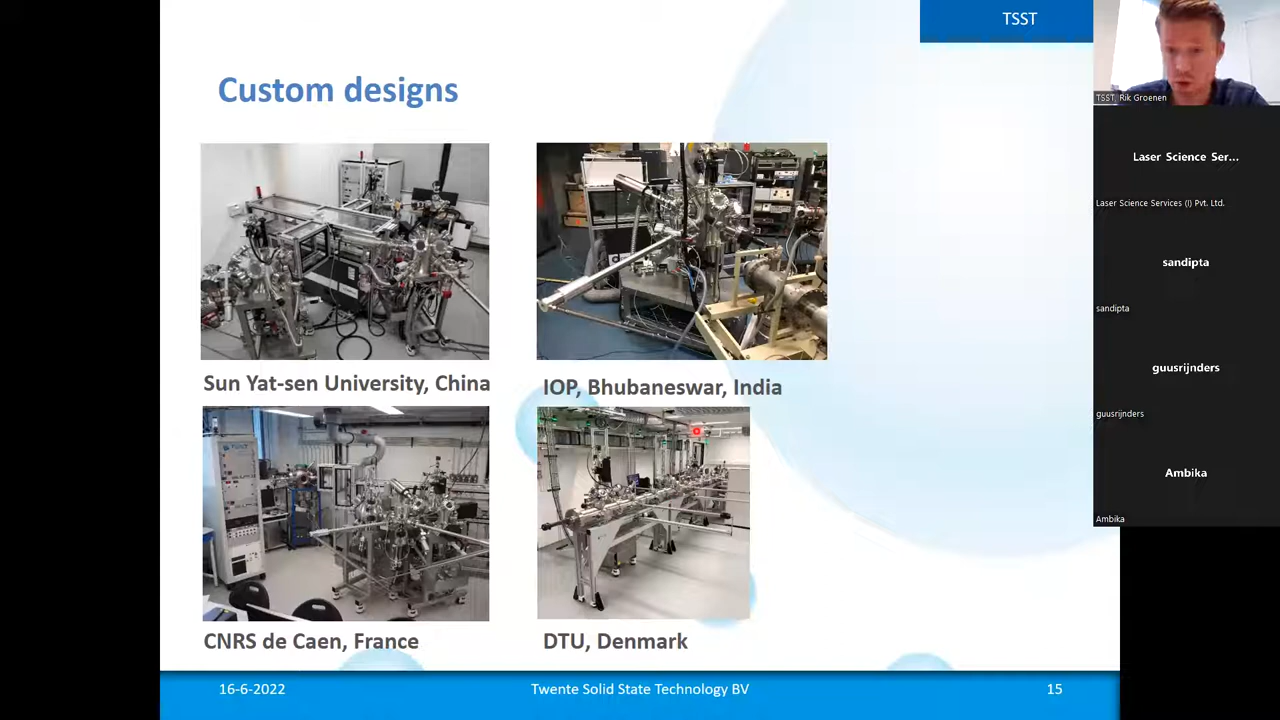 TSST
Custom designs
Sun Yat-sen University, China
IOP, Bhubaneswar, India
CNRS de Caen, France
DTU, Denmark
16-6-2022
Twente Solid State Technology BV
15
TSST, Rik Groenen
Laser Science Ser...
Laser Science Services (I) Pvt. Ltd.
sandipta
sandipta
guusrijnders
guusrijnders
Ambika
Ambika